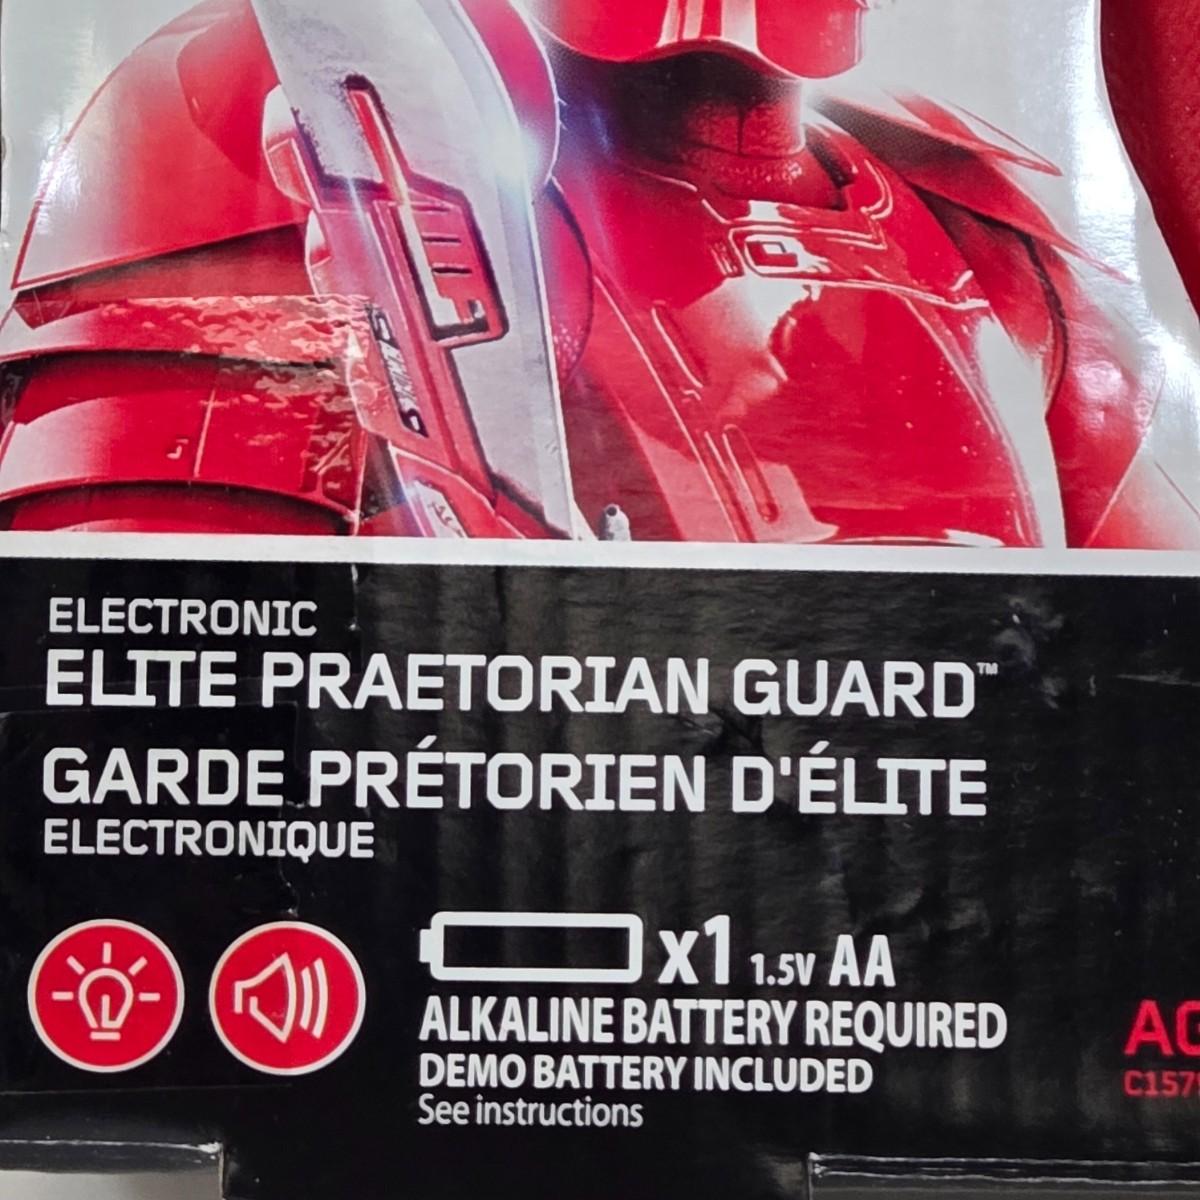 ELECTRONIC
ELITE PRAETORIAN GUARD™
GARDE PRÉTORIEN D'ÉLITE
ELECTRONIQUE
x1 1.5V AA
ALKALINE BATTERY REQUIRED
DEMO BATTERY INCLUDED
See instructions